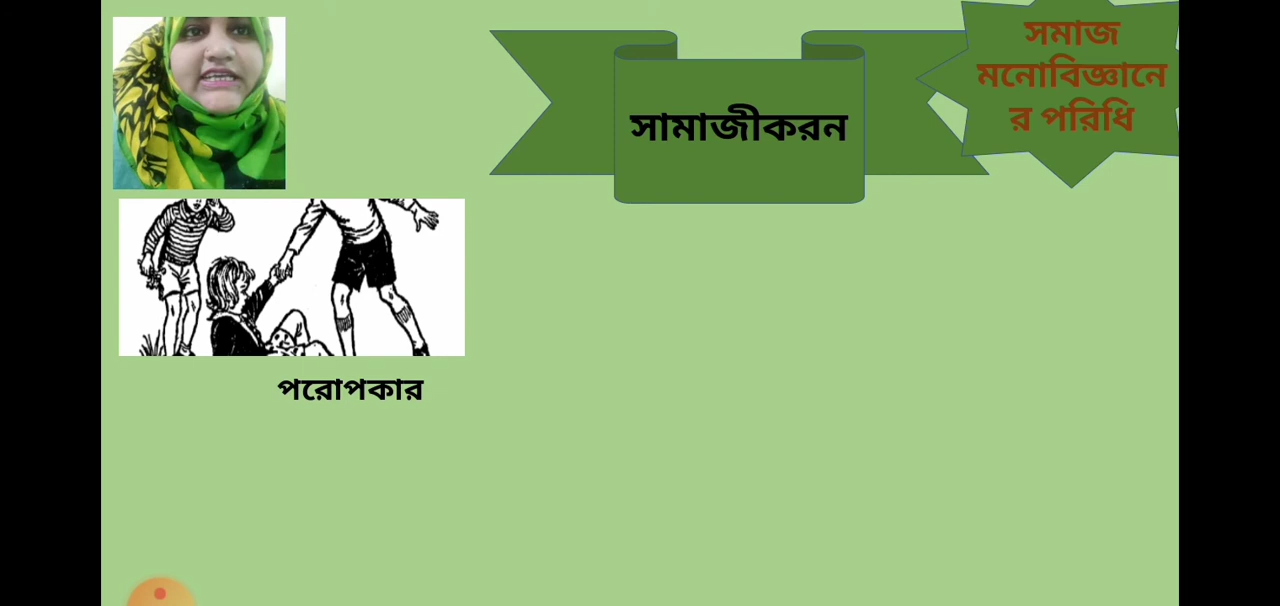 সামাজীকরন
সমাজ
মনোবিজ্ঞানে
র পরিধি
পরোপকার